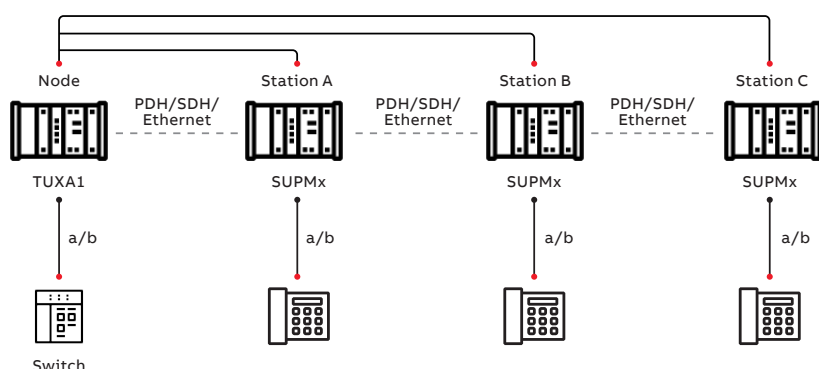 Node
Station A
Station B
Station C
PDH/SDH/
Ethernet
PDH/SDH/
Ethernet
PDH/SDH/
Ethernet
TUXA1
SUPMx
SUPMx
SUPMx
a/b
a/b
a/b
a/b
Switch